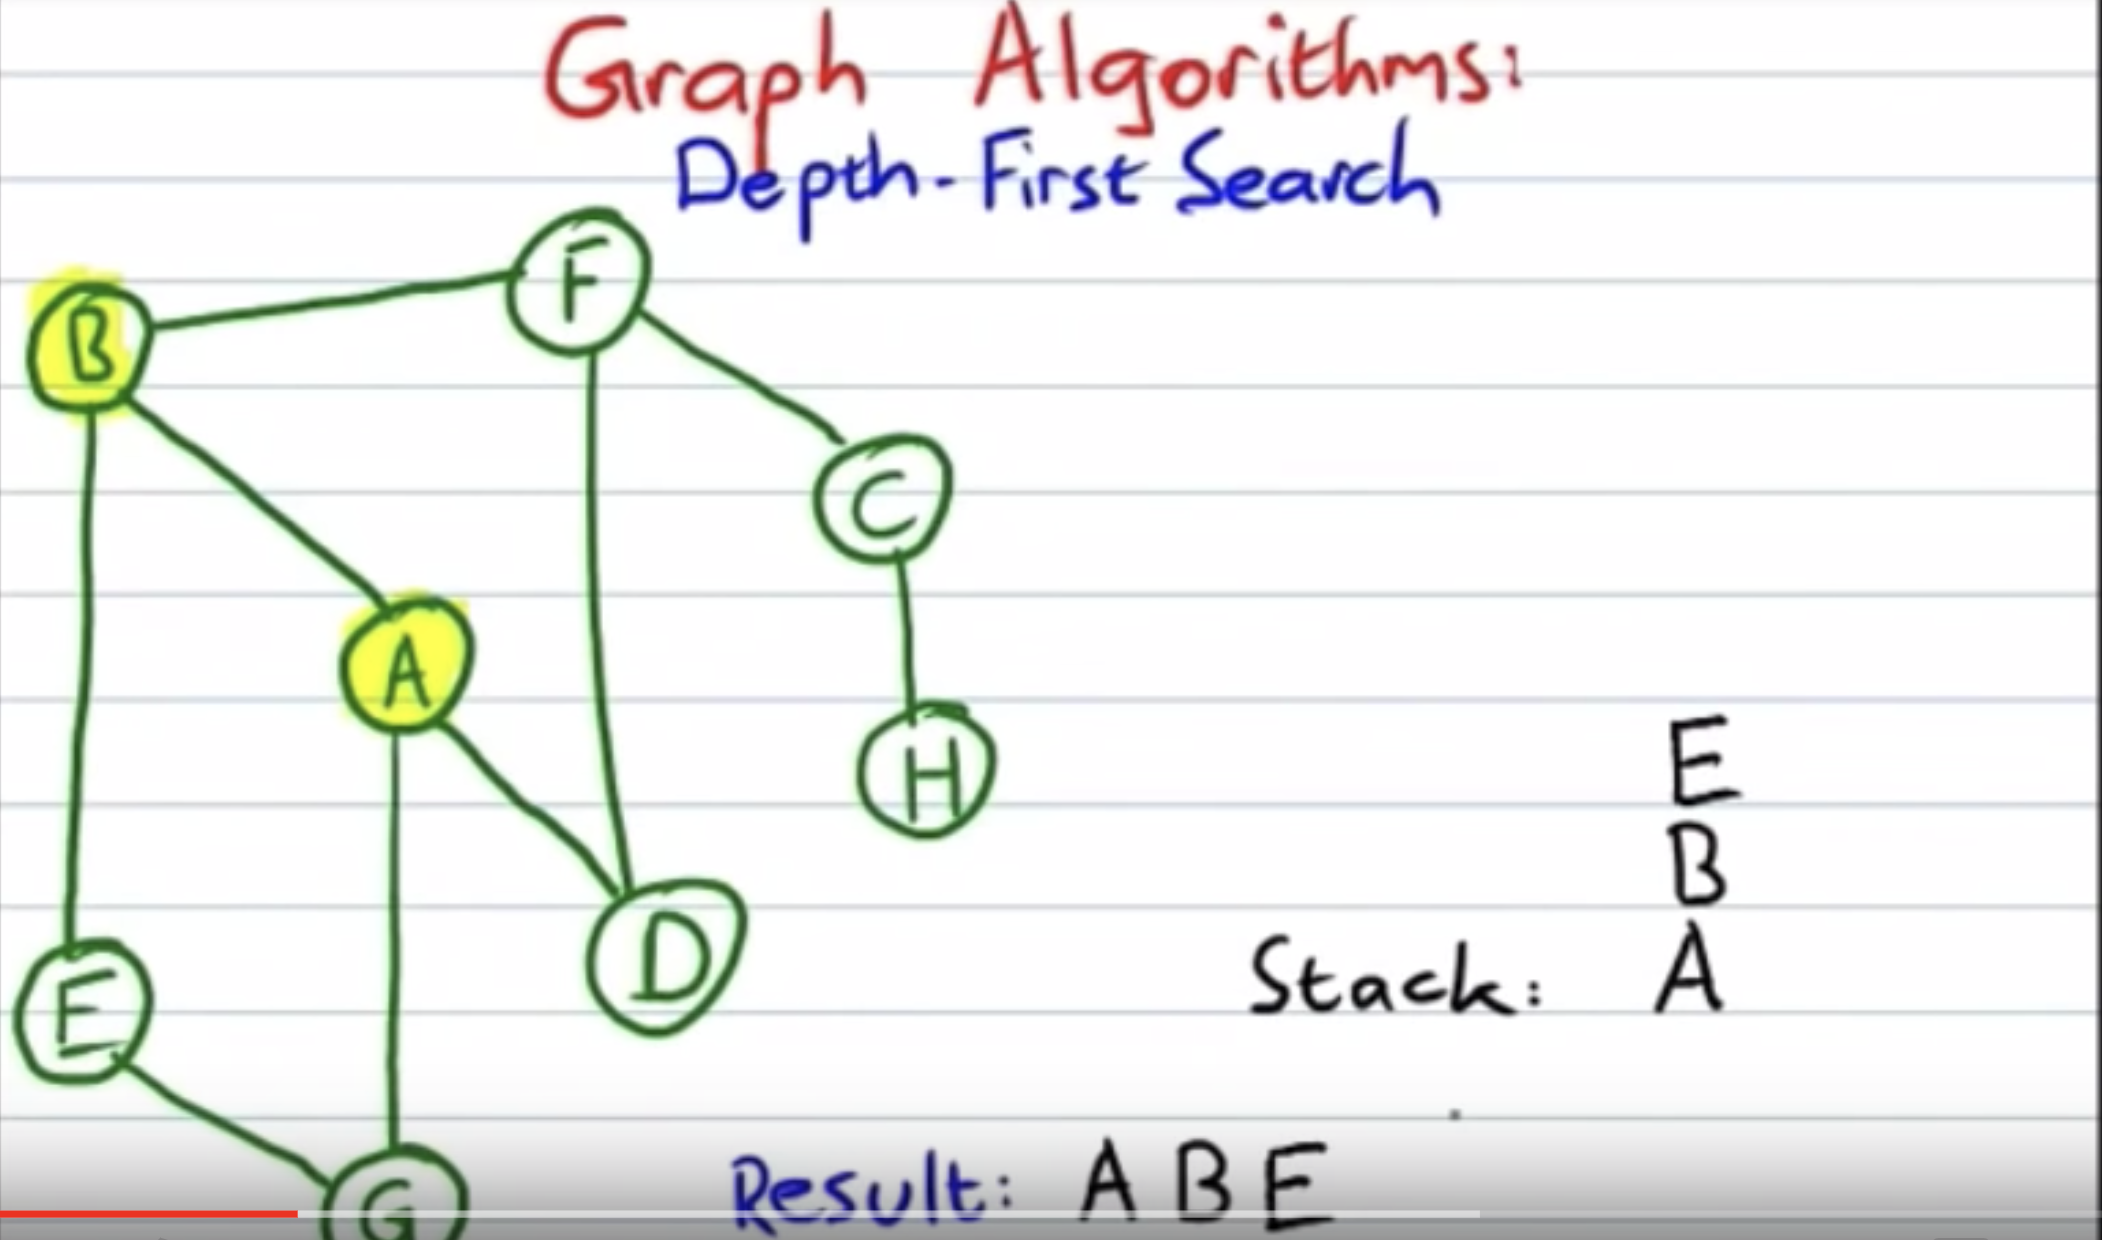 Graph Algorithms:
Depth-First Search
F
B
C
A
H
E
B
Stack: A
D
E
G
Result: A B E